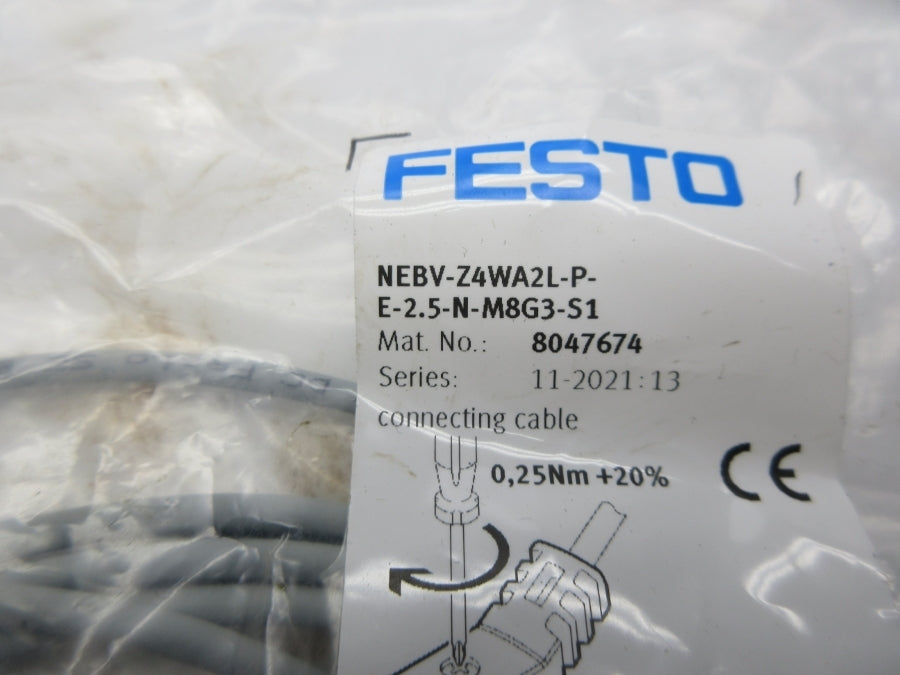 FESTO
NEBV-Z4WA2L-P-
E-2.5-N-M8G3-S1
Mat. No.: 8047674
Series: 11-2021:13
connecting cable
0,25Nm +20%
CE